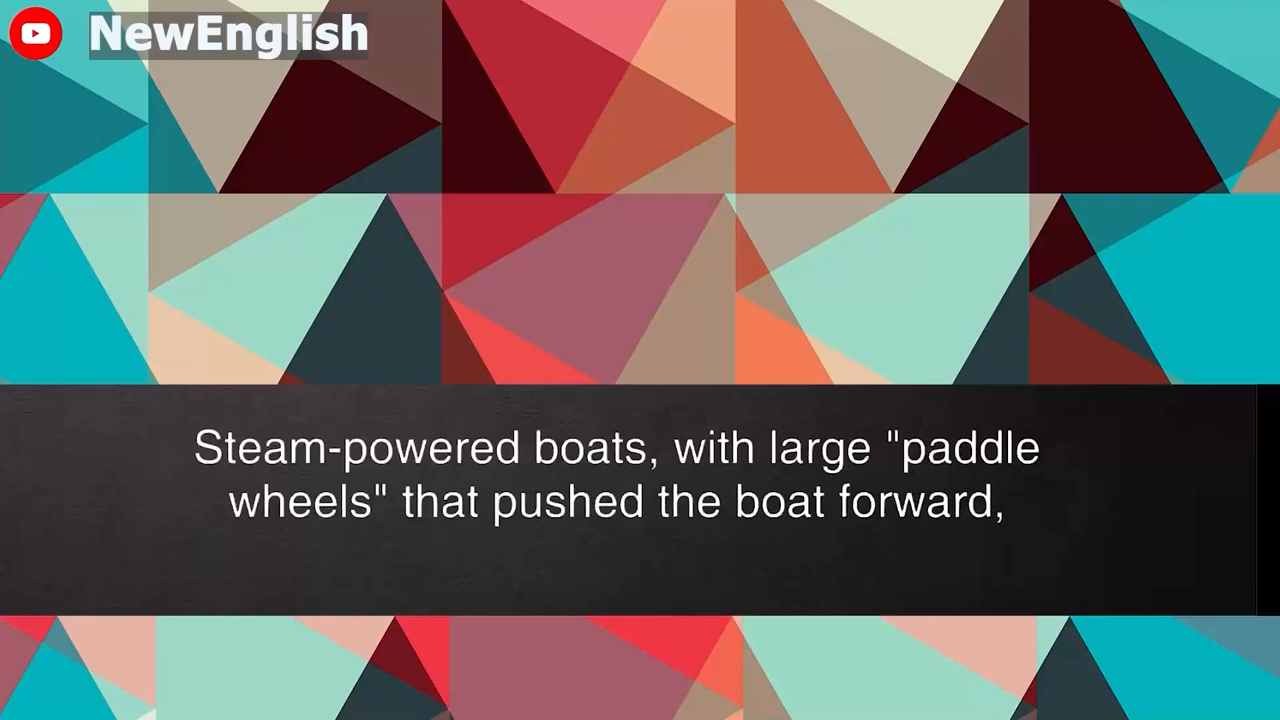 NewEnglish
Steam-powered boats, with large "paddle
wheels" that pushed the boat forward,